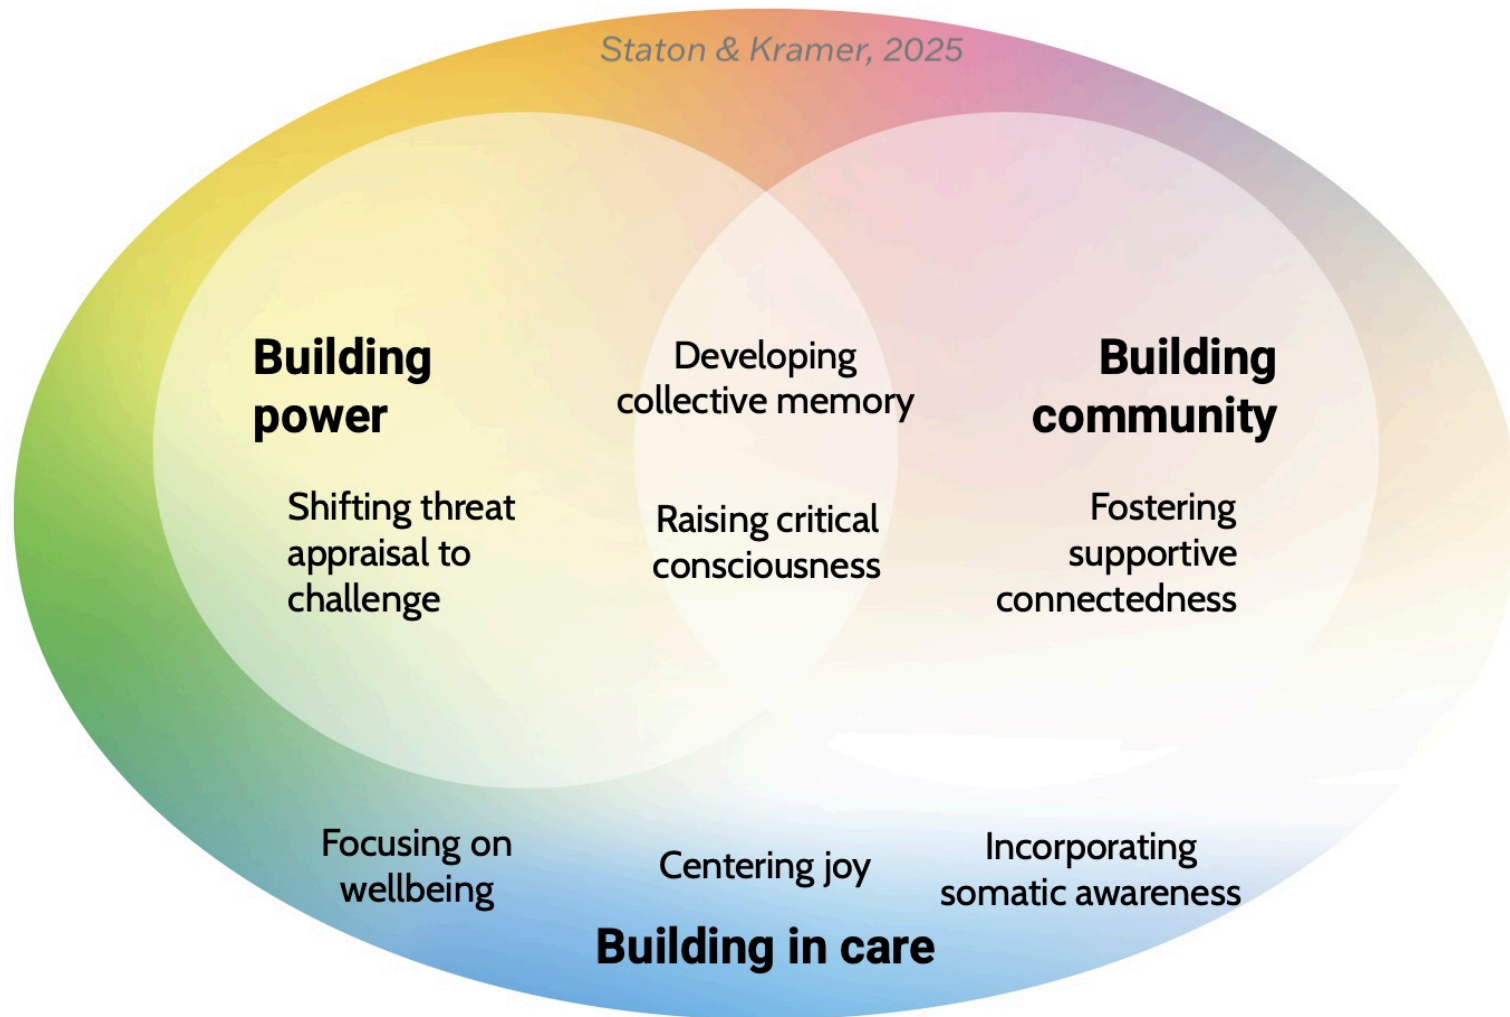 Staton & Kramer, 2025
Building
power
Shifting threat
appraisal to
challenge
Developing
collective memory
Raising critical
consciousness
Building
community
Fostering
supportive
connectedness
Focusing on
wellbeing
Centering joy
Incorporating
somatic awareness
Building in care